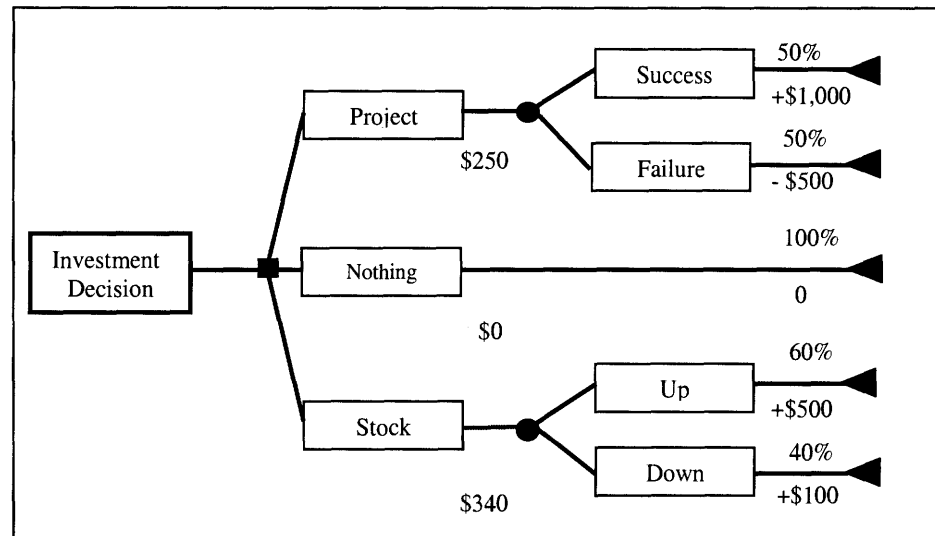 50%
Success
+$1,000
Project
50%
$250
Failure
- $500
Investment
Decision
100%
Nothing
0
$0
60%
Up
+$500
Stock
40%
Down
+$100
$340